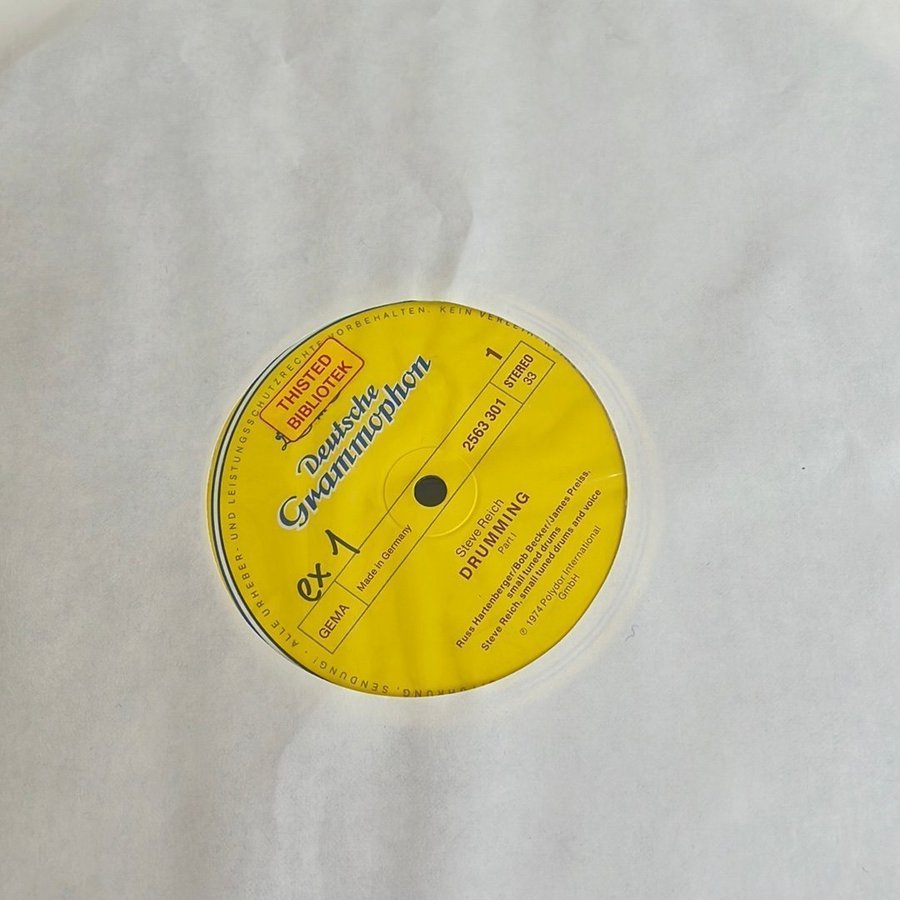 ALLE URHEBER- UND LEISTUNGSSCHUTZRECHTE VORBEHALTEN. KEIN
SENDUNG!
THISTED
BIBLIOTEK
Deutsche
Grammophon
ex 1
GEMA
Made in Germany
2563 301
STEREO
33
1
Steve Reich
DRUMMING
Part I
Russ Hartenberger/Bob Becker/James Preiss,
small tuned drums
Steve Reich, small tuned drums and voice
℗ 1974 Polydor International
GmbH